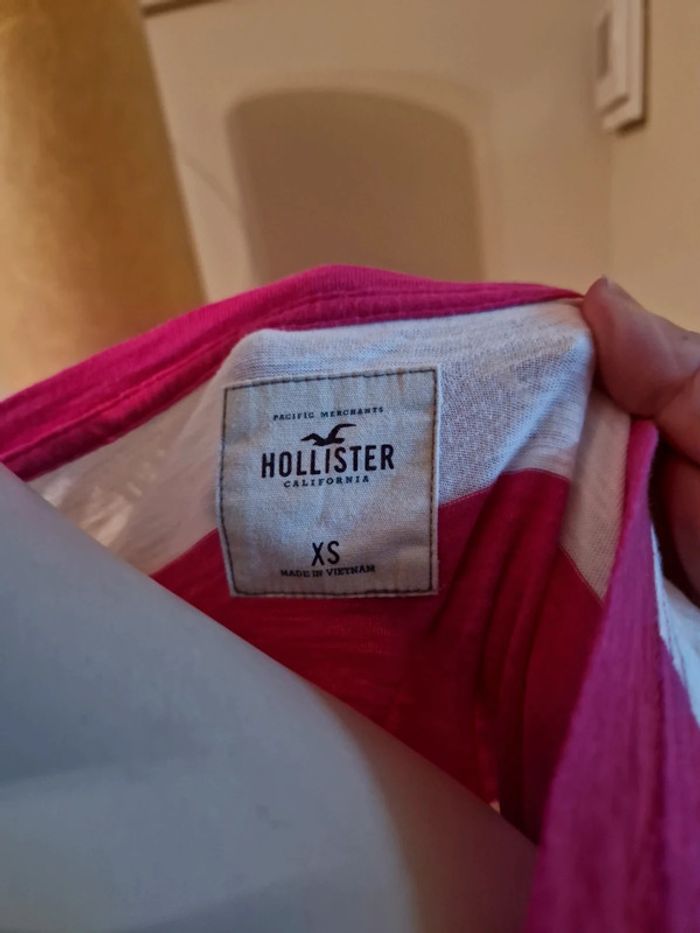 PACIFIC MERCHANTS
HOLLISTER
CALIFORNIA
XS
MADE IN VIETNAM